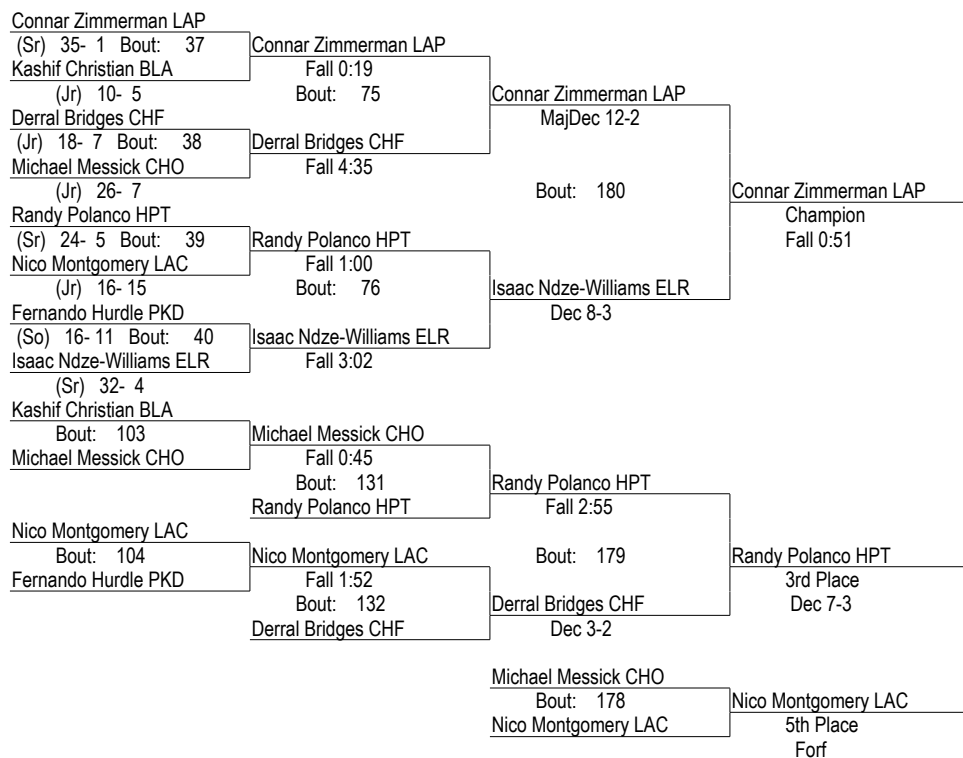 Connar Zimmerman LAP
(Sr) 35- 1 Bout: 37 Connar Zimmerman LAP
Kashif Christian BLA Fall 0:19
(Jr) 10- 5 Bout: 75 Connar Zimmerman LAP
Derral Bridges CHF MajDec 12-2
(Jr) 18- 7 Bout: 38 Derral Bridges CHF
Michael Messick CHO Fall 4:35
(Jr) 26- 7 Bout: 180 Connar Zimmerman LAP
Randy Polanco HPT Champion
(Sr) 24- 5 Bout: 39 Randy Polanco HPT Fall 0:51
Nico Montgomery LAC Fall 1:00
(Jr) 16- 15 Bout: 76 Isaac Ndze-Williams ELR
Fernando Hurdle PKD Dec 8-3
(So) 16- 11 Bout: 40 Isaac Ndze-Williams ELR
Isaac Ndze-Williams ELR Fall 3:02
(Sr) 32- 4
Kashif Christian BLA
Bout: 103 Michael Messick CHO
Michael Messick CHO Fall 0:45
Bout: 131 Randy Polanco HPT
Randy Polanco HPT Fall 2:55
Nico Montgomery LAC
Bout: 104 Nico Montgomery LAC Bout: 179 Randy Polanco HPT
Fernando Hurdle PKD Fall 1:52 3rd Place
Bout: 132 Derral Bridges CHF Dec 7-3
Derral Bridges CHF Dec 3-2
Michael Messick CHO
Bout: 178 Nico Montgomery LAC
Nico Montgomery LAC 5th Place
Forf